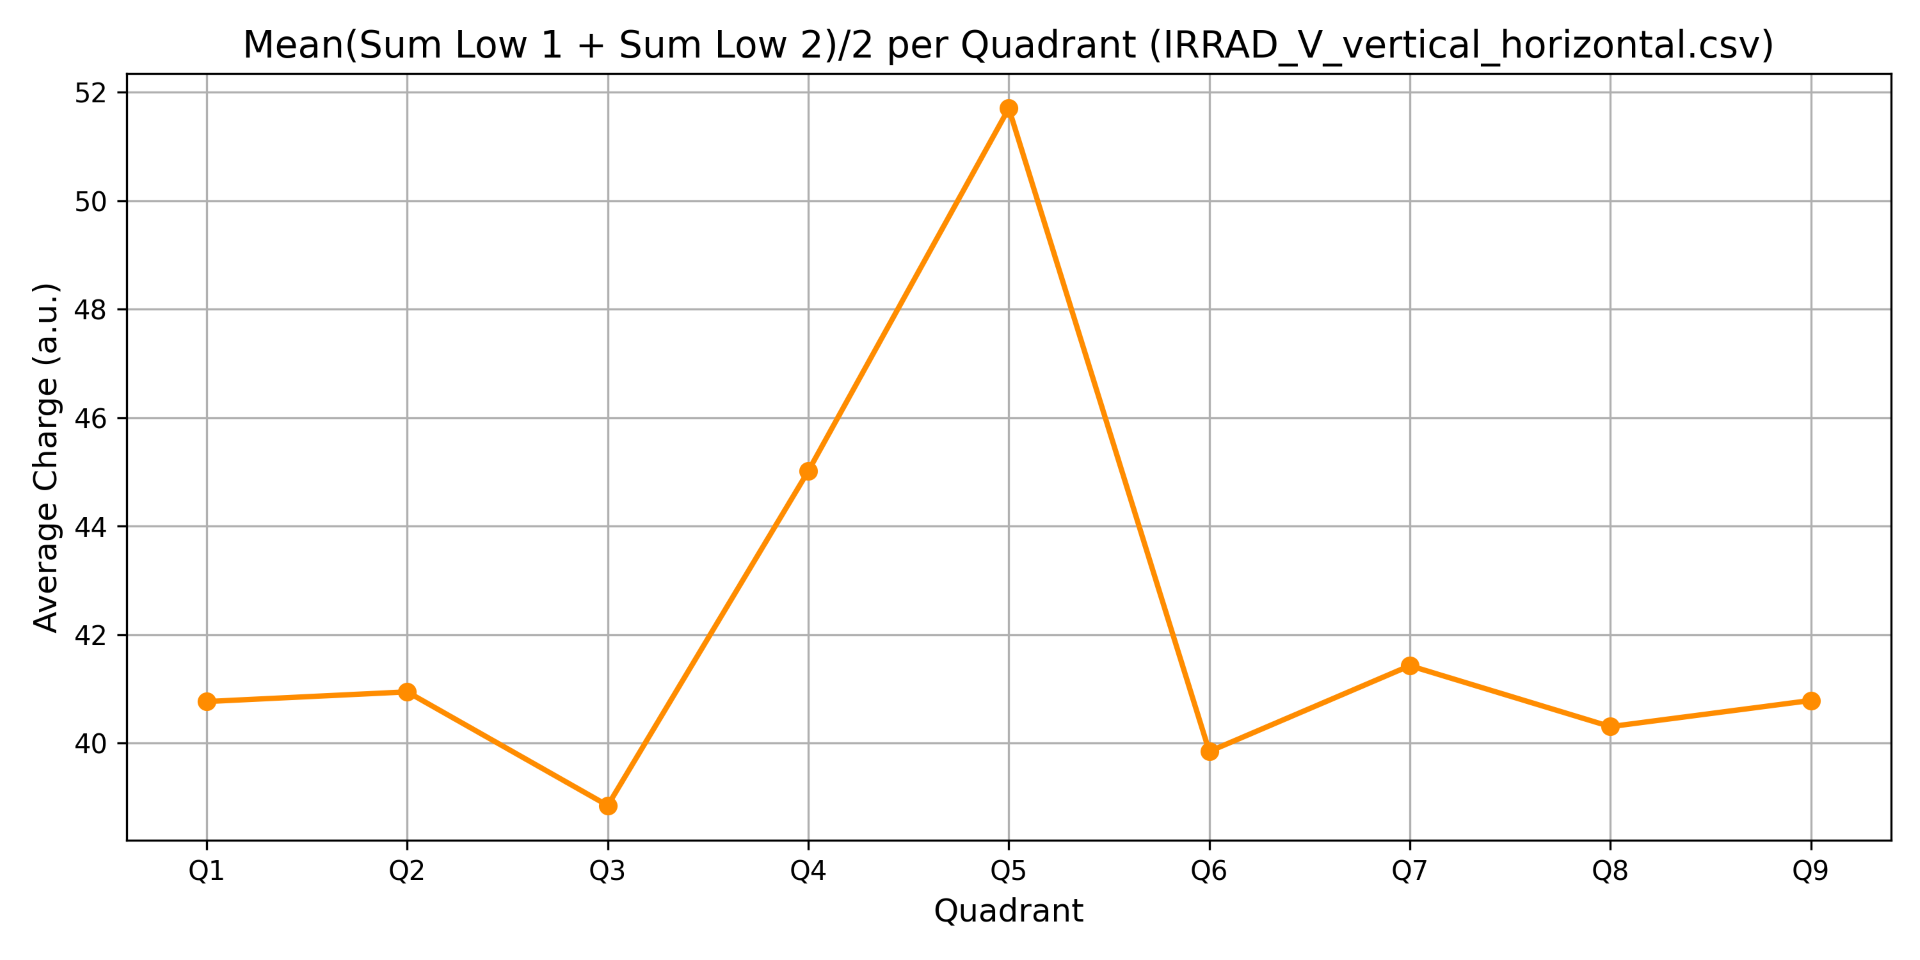 Mean(Sum Low 1 + Sum Low 2)/2 per Quadrant (IRRAD_V_vertical_horizontal.csv)
52
50
48
46
44
42
40
Average Charge (a.u.)
Q1 Q2 Q3 Q4 Q5 Q6 Q7 Q8 Q9
Quadrant